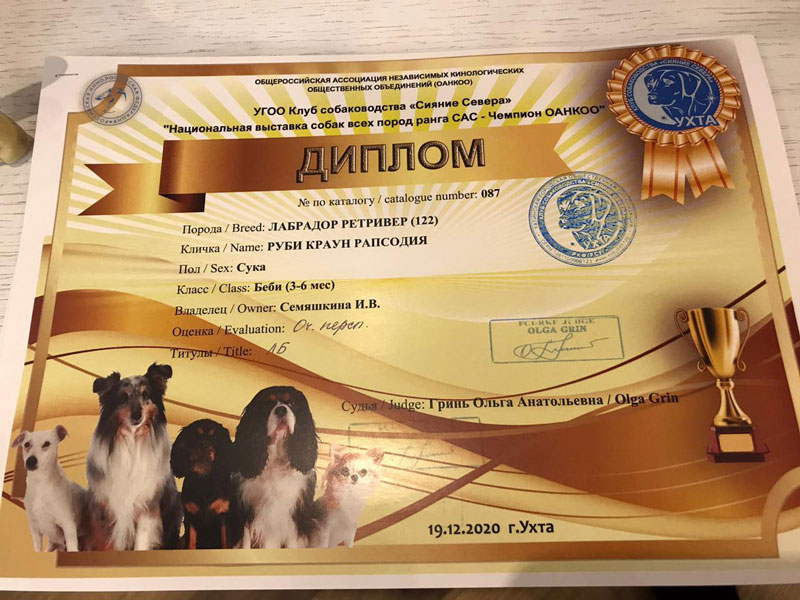 ОБЩЕРОССИЙСКАЯ АССОЦИАЦИЯ НЕЗАВИСИМЫХ КИНОЛОГИЧЕСКИХ
ОБЩЕСТВЕННЫХ ОБЪЕДИНЕНИЙ (ОАНКОО)
УГОО Клуб собаководства «Сияние Севера»
"Национальная выставка собак всех пород ранга САС - Чемпион ОАНКОО"
УХТА
ДИПЛОМ
№ по каталогу / catalogue number: 087
Порода / Breed: ЛАБРАДОР РЕТРИВЕР (122)
Кличка / Name: РУБИ КРАУН РАПСОДИЯ
Пол / Sex: Сука
Класс / Class: Беби (3-6 мес)
Владелец / Owner: Семяшкина И.В.
Оценка / Evaluation: Оч. персп.
Титулы / Title: ЛБ
JUDGE
OLGA GRIN
Судья / Judge: Гринь Ольга Анатольевна / Olga Grin
19.12.2020 г.Ухта